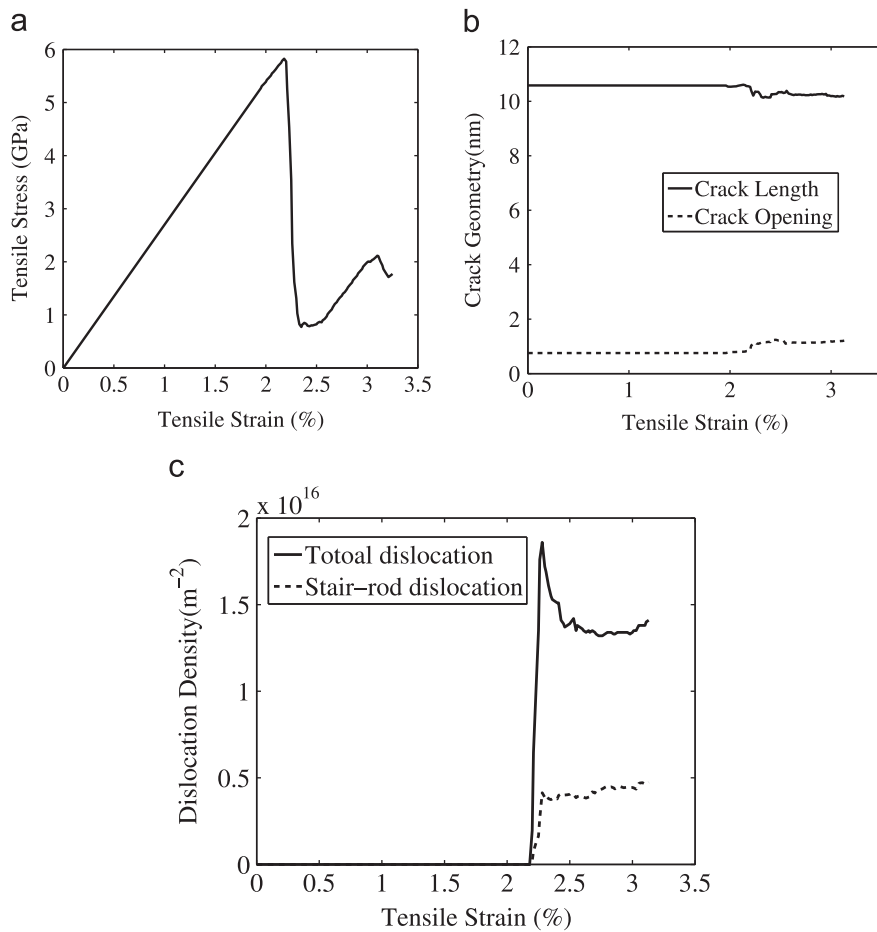 a
6
5
4
3
2
1
0
0 0.5 1 1.5 2 2.5 3 3.5
Tensile Stress (GPa)
Tensile Strain (%)
b
12
10
8
6
4
2
0
0 1 2 3
Crack Geometry(nm)
Crack Length
Crack Opening
Tensile Strain (%)
c
2 x 10^16
1.5
1
0.5
0
0 0.5 1 1.5 2 2.5 3 3.5
Dislocation Density(m^-2)
Totoal dislocation
Stair-rod dislocation
Tensile Strain (%)